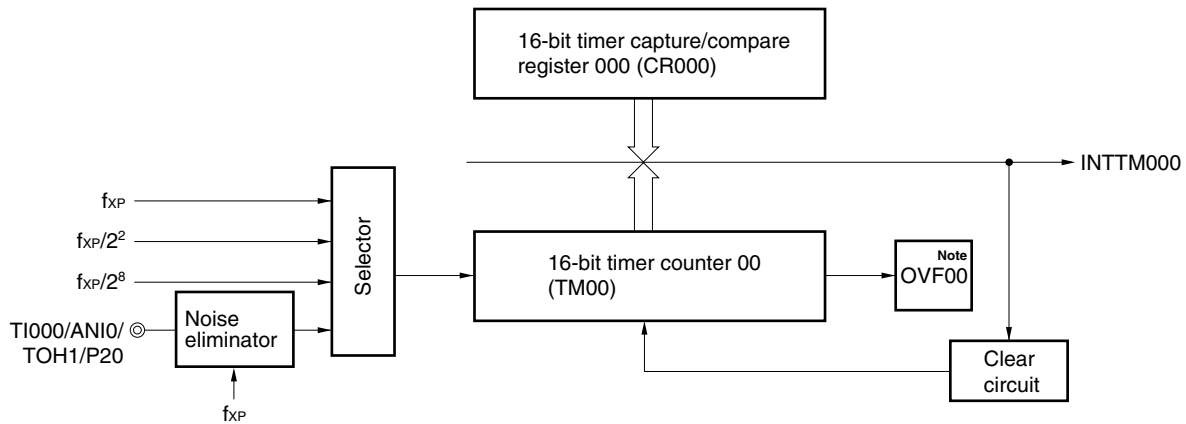 16-bit timer capture/compare
register 000 (CR000)
INTTM000
fXP
fXP/2²
fXP/2⁸
Selector
16-bit timer counter 00
(TM00)
Note
OVF00
TI000/ANI0/
TOH1/P20
Noise
eliminator
Clear
circuit
fXP